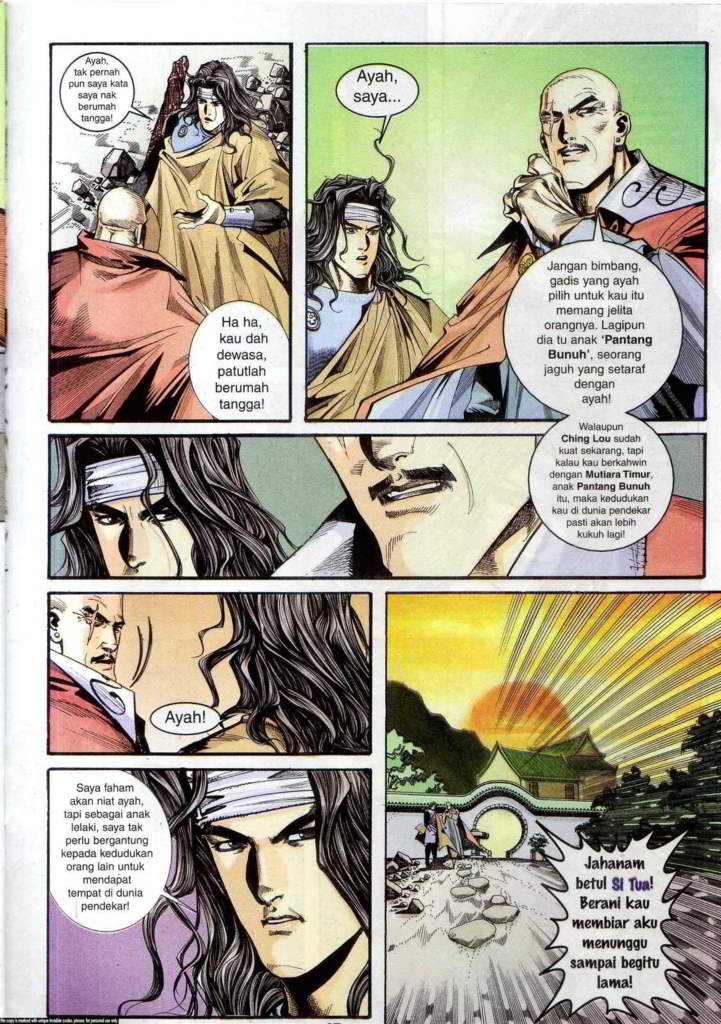 Ayah,
tak pernah
pun saya kata
saya nak
berumah
tangga!
Ha ha,
kau dah
dewasa,
patutlah
berumah
tangga!
Ayah,
saya...
Jangan bimbang,
gadis yang ayah
pilih untuk kau itu
memang jelita
orangnya. Lagipun
dia tu anak ‘Pantang
Bunuh’, seorang
jaguh yang setaraf
dengan
ayah!
Walaupun
Ching Lou sudah
kuat sekarang, tapi
kalau kau berkahwin
dengan Mutiara Timur,
anak Pantang Bunuh
itu, maka kedudukan
kau di dunia pendekar
pasti akan lebih
kukuh lagi!
Ayah!
Saya faham
akan niat ayah,
tapi sebagai anak
lelaki, saya tak
perlu bergantung
kepada kedudukan
orang lain untuk
mendapat
tempat di dunia
pendekar!
Jahanam
betul SI Tua!
Berani kau
membiar aku
menunggu
sampai begitu
lama!